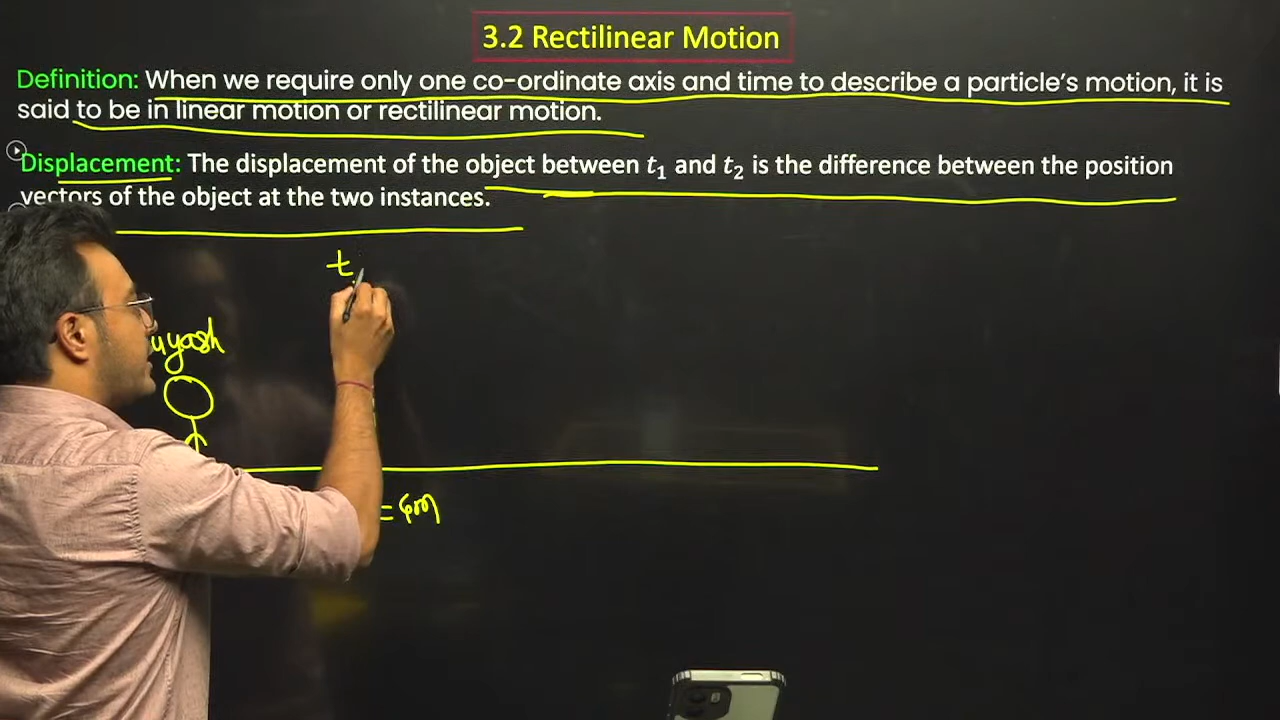 3.2 Rectilinear Motion
Definition: When we require only one co-ordinate axis and time to describe a particle's motion, it is
said to be in linear motion or rectilinear motion.
Displacement: The displacement of the object between t₁ and t₂ is the difference between the position
vectors of the object at the two instances.
t
uyash
=